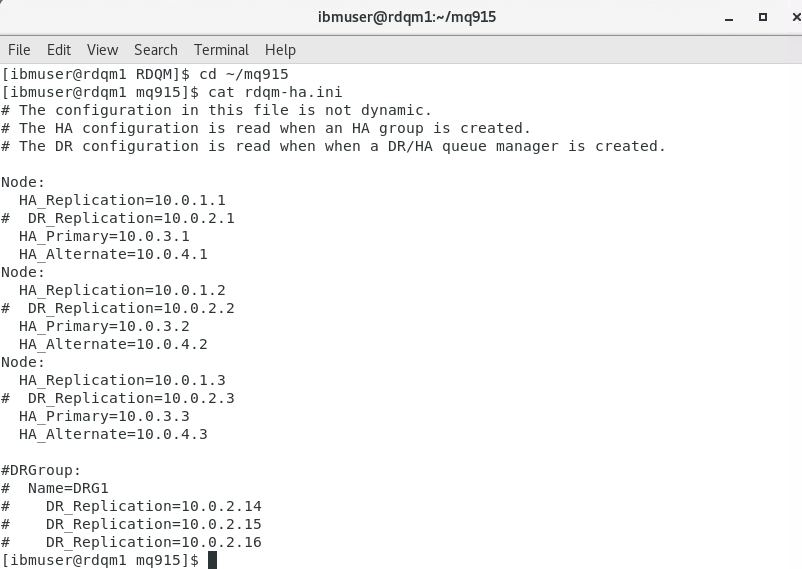 ibmuser@rdqm1:~/mq915
File Edit View Search Terminal Help
[ibmuser@rdqm1 RDQM]$ cd ~/mq915
[ibmuser@rdqm1 mq915]$ cat rdqm-ha.ini
# The configuration in this file is not dynamic.
# The HA configuration is read when an HA group is created.
# The DR configuration is read when when a DR/HA queue manager is created.

Node:
  HA_Replication=10.0.1.1
#  DR_Replication=10.0.2.1
  HA_Primary=10.0.3.1
  HA_Alternate=10.0.4.1
Node:
  HA_Replication=10.0.1.2
#  DR_Replication=10.0.2.2
  HA_Primary=10.0.3.2
  HA_Alternate=10.0.4.2
Node:
  HA_Replication=10.0.1.3
#  DR_Replication=10.0.2.3
  HA_Primary=10.0.3.3
  HA_Alternate=10.0.4.3

#DRGroup:
#  Name=DRG1
#    DR_Replication=10.0.2.14
#    DR_Replication=10.0.2.15
#    DR_Replication=10.0.2.16
[ibmuser@rdqm1 mq915]$